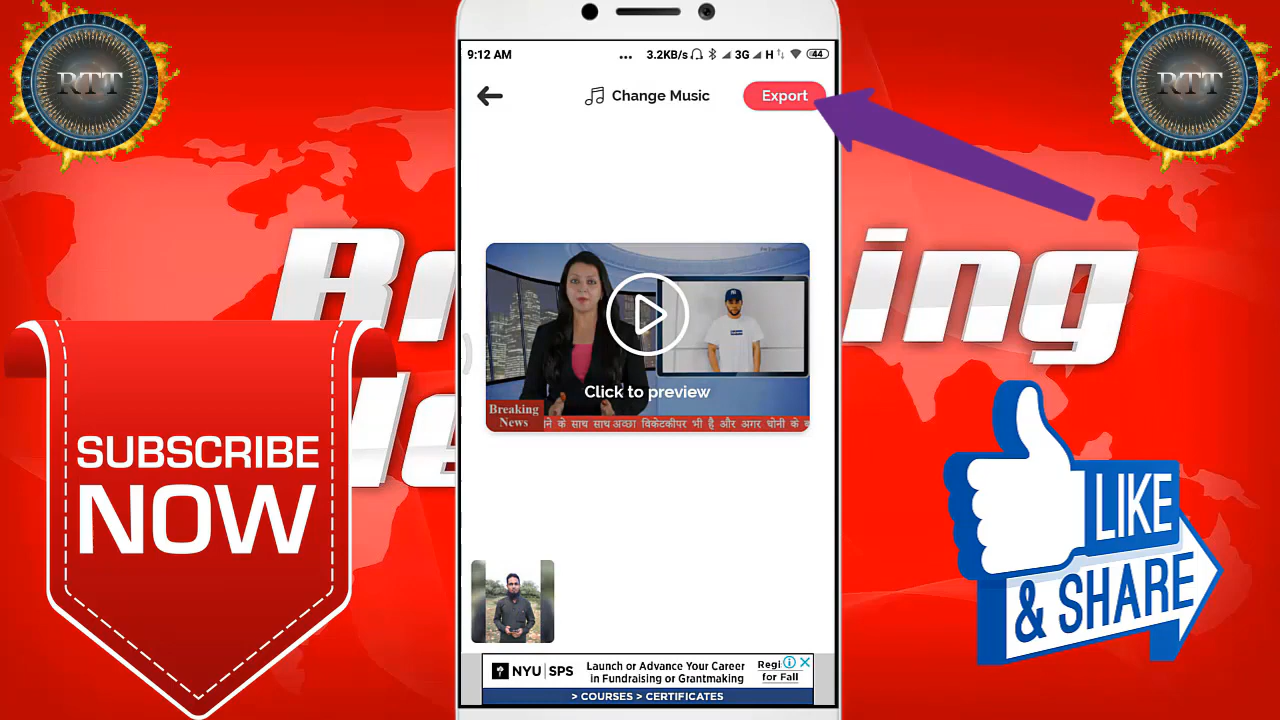 RTT
RTT
9:12 AM
... 3.2KB/s 3G H 44
Change Music
Export
SUBSCRIBE
NOW
ing
Click to preview
Breaking
News
ने के साथ साथ अच्छा विकेटकीपर भी है और अगर धोनी के
LIKE
& SHARE
NYU SPS
Launch or Advance Your Career
in Fundraising or Grantmaking
Regi
for Fall
> COURSES > CERTIFICATES